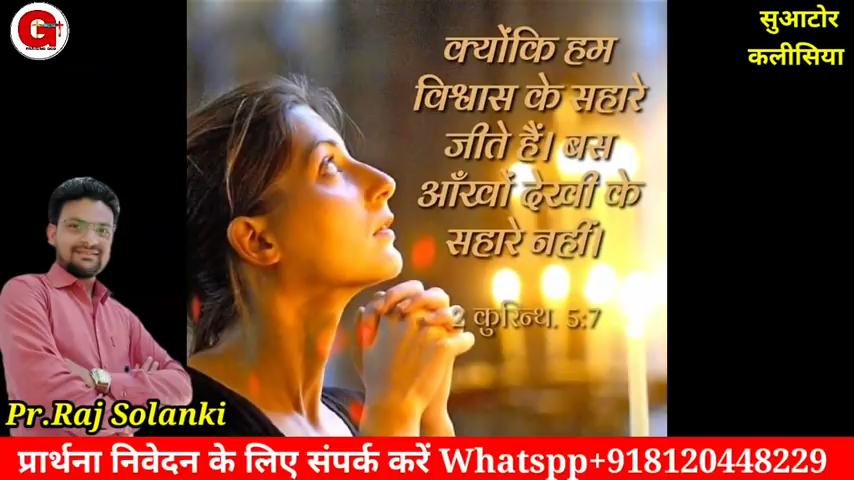 सुआटोर
कलीसिया
क्योंकि हम
विश्वास के सहारे
जीते हैं। बस
आँखों देखी के
सहारे नहीं।
2 कुरिन्थ. 5:7
Pr.Raj Solanki
प्रार्थना निवेदन के लिए संपर्क करें Whatspp+918120448229